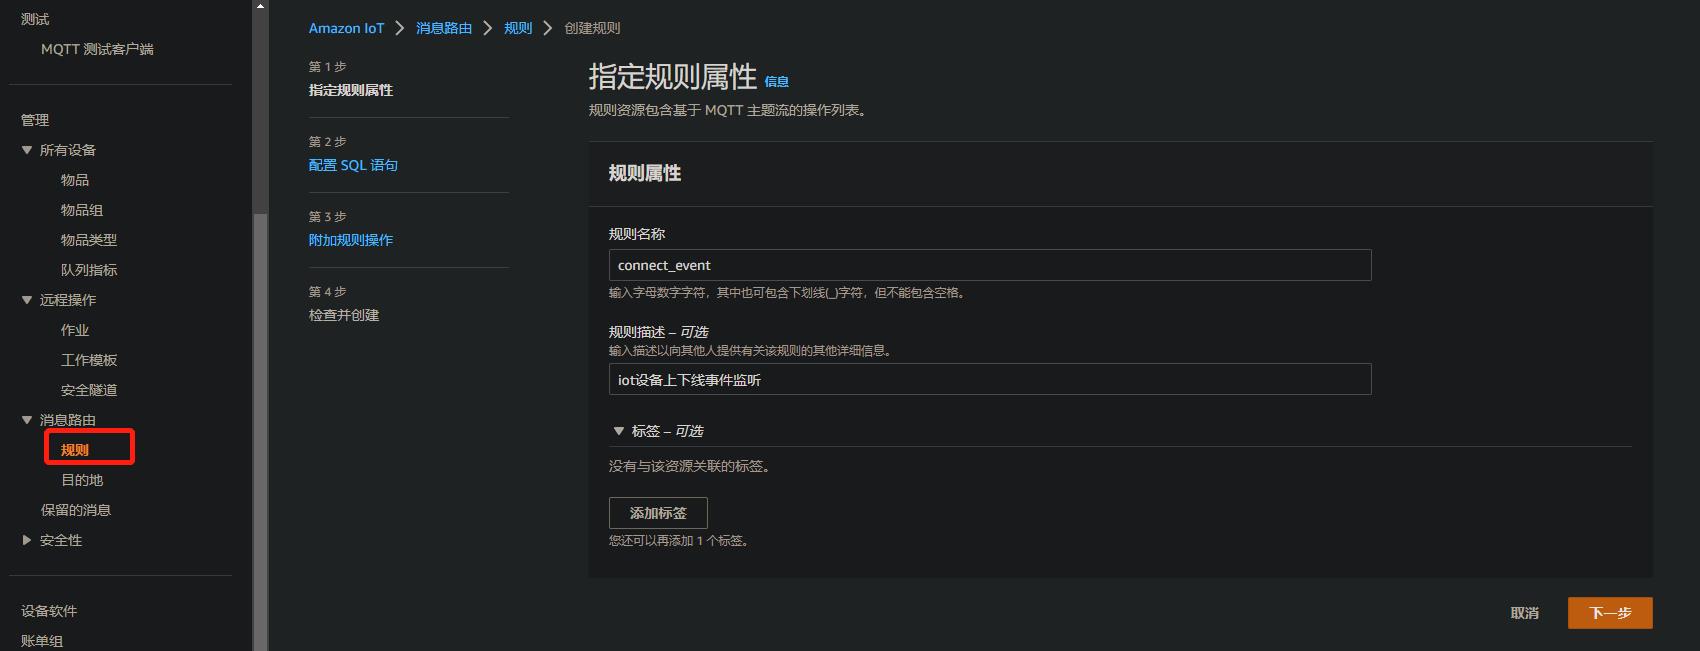 测试
MQTT 测试客户端
管理
所有设备
物品
物品组
物品类型
队列指标
远程操作
作业
工作模板
安全隧道
消息路由
规则
目的地
保留的消息
安全性
设备软件
账单组
Amazon IoT > 消息路由 > 规则 > 创建规则
第 1 步
指定规则属性
第 2 步
配置 SQL 语句
第 3 步
附加规则操作
第 4 步
检查并创建
指定规则属性 信息
规则资源包含基于 MQTT 主题流的操作列表。
规则属性
规则名称
connect_event
输入字母数字字符，其中也可包含下划线(_)字符，但不能包含空格。
规则描述 – 可选
输入描述以向其他人提供有关该规则的其他详细信息。
iot设备上下线事件监听
标签 – 可选
没有与该资源关联的标签。
添加标签
您还可以再添加 1 个标签。
取消
下一步